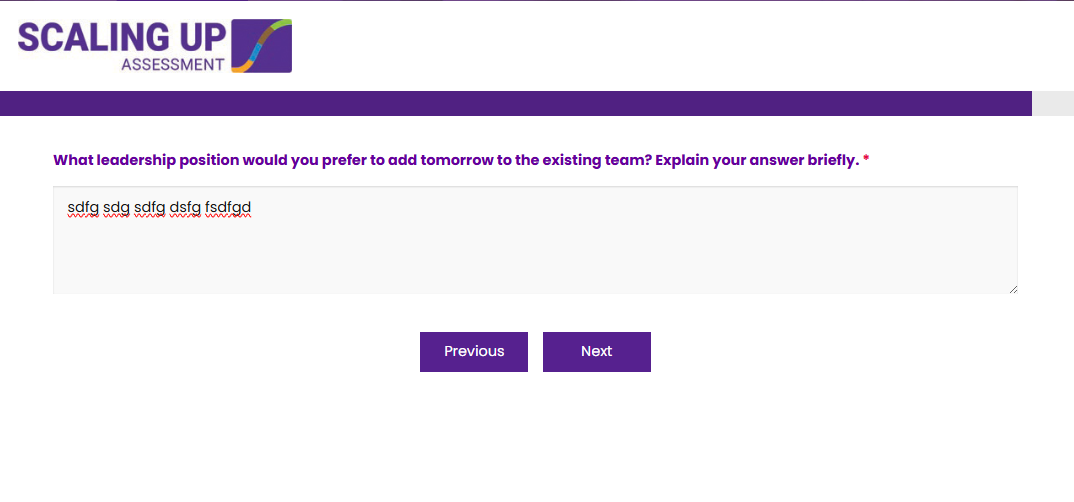 SCALING UP
ASSESSMENT
What leadership position would you prefer to add tomorrow to the existing team? Explain your answer briefly. *
sdfg sdg sdfg dsfg fsdfgd
Previous Next